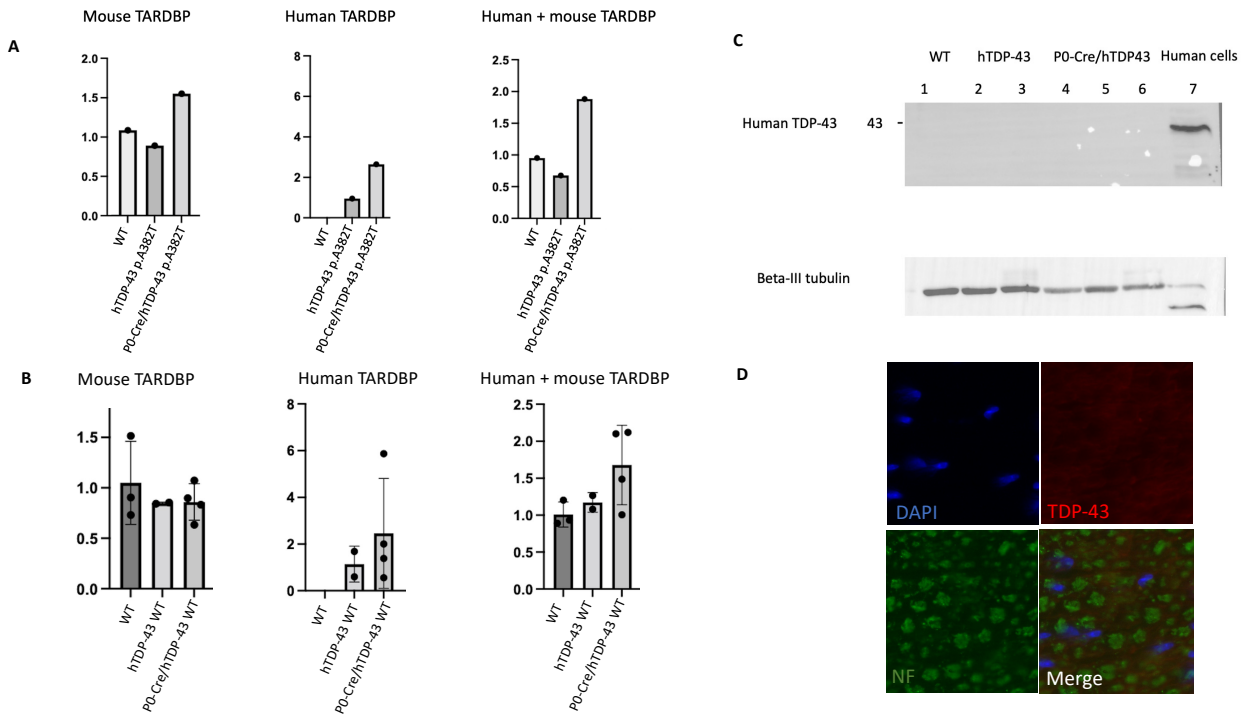 Mouse TARDBP
Human TARDBP
Human + mouse TARDBP
A
2.0
1.5
1.0
0.5
0.0
WT
hTDP-43 p.A382T
P0-Cre/hTDP-43 p.A382T
8
6
4
2
0
WT
hTDP-43 p.A382T
P0-Cre/hTDP-43 p.A382T
2.5
2.0
1.5
1.0
0.5
0.0
WT
hTDP-43 p.A382T
P0-Cre/hTDP-43 p.A382T
B
Mouse TARDBP
Human TARDBP
Human + mouse TARDBP
1.5
1.0
0.5
0.0
WT
hTDP-43 WT
P0-Cre/hTDP-43 WT
8
6
4
2
0
WT
hTDP-43 WT
P0-Cre/hTDP-43 WT
2.5
2.0
1.5
1.0
0.5
0.0
WT
hTDP-43 WT
P0-Cre/hTDP-43 WT
C
WT hTDP-43 P0-Cre/hTDP43 Human cells
1 2 3 4 5 6 7
Human TDP-43 43 -
Beta-III tubulin
D
DAPI
TDP-43
NF
Merge